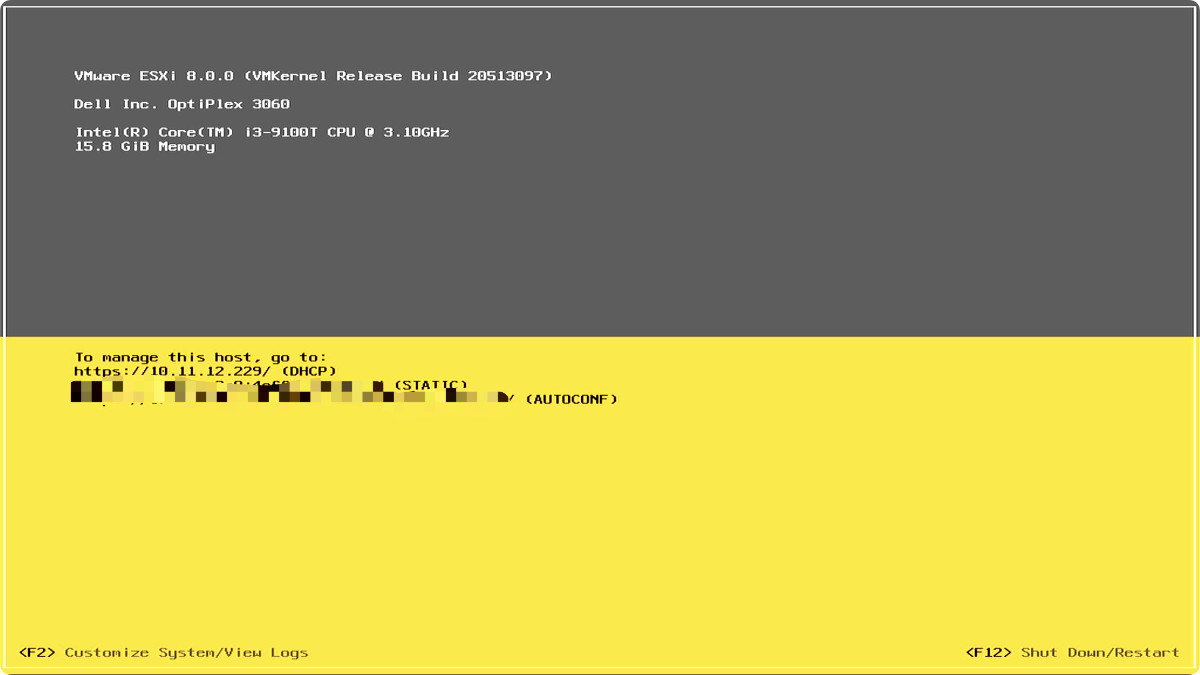 VMware ESXi 8.0.0 (VMKernel Release Build 20513097)
Dell Inc. OptiPlex 3060
Intel(R) Core(TM) i3-9100T CPU @ 3.10GHz
15.8 GiB Memory
To manage this host, go to:
https://10.11.12.229/ (DHCP)
(STATIC)
/ (AUTOCONF)
<F2> Customize System/View Logs
<F12> Shut Down/Restart